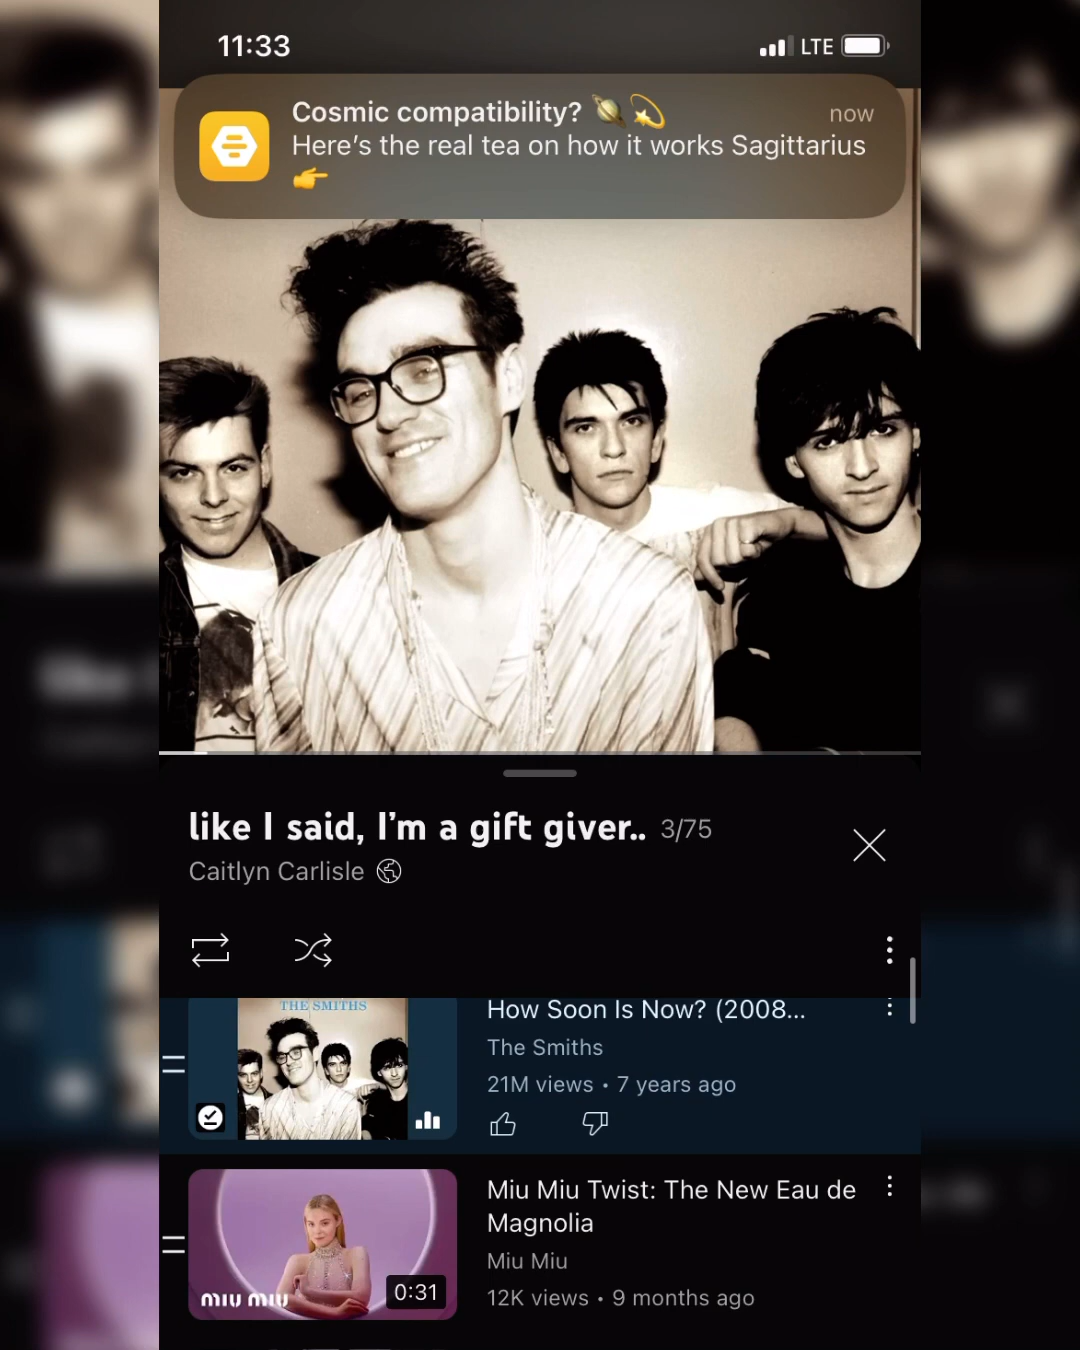 11:33
LTE
Cosmic compatibility? 🪐💫
now
Here’s the real tea on how it works Sagittarius
👉
like I said, I’m a gift giver.. 3/75
Caitlyn Carlisle
THE SMITHS
How Soon Is Now? (2008...
The Smiths
21M views • 7 years ago
Miu Miu Twist: The New Eau de
Magnolia
Miu Miu
12K views • 9 months ago
miu miu
0:31